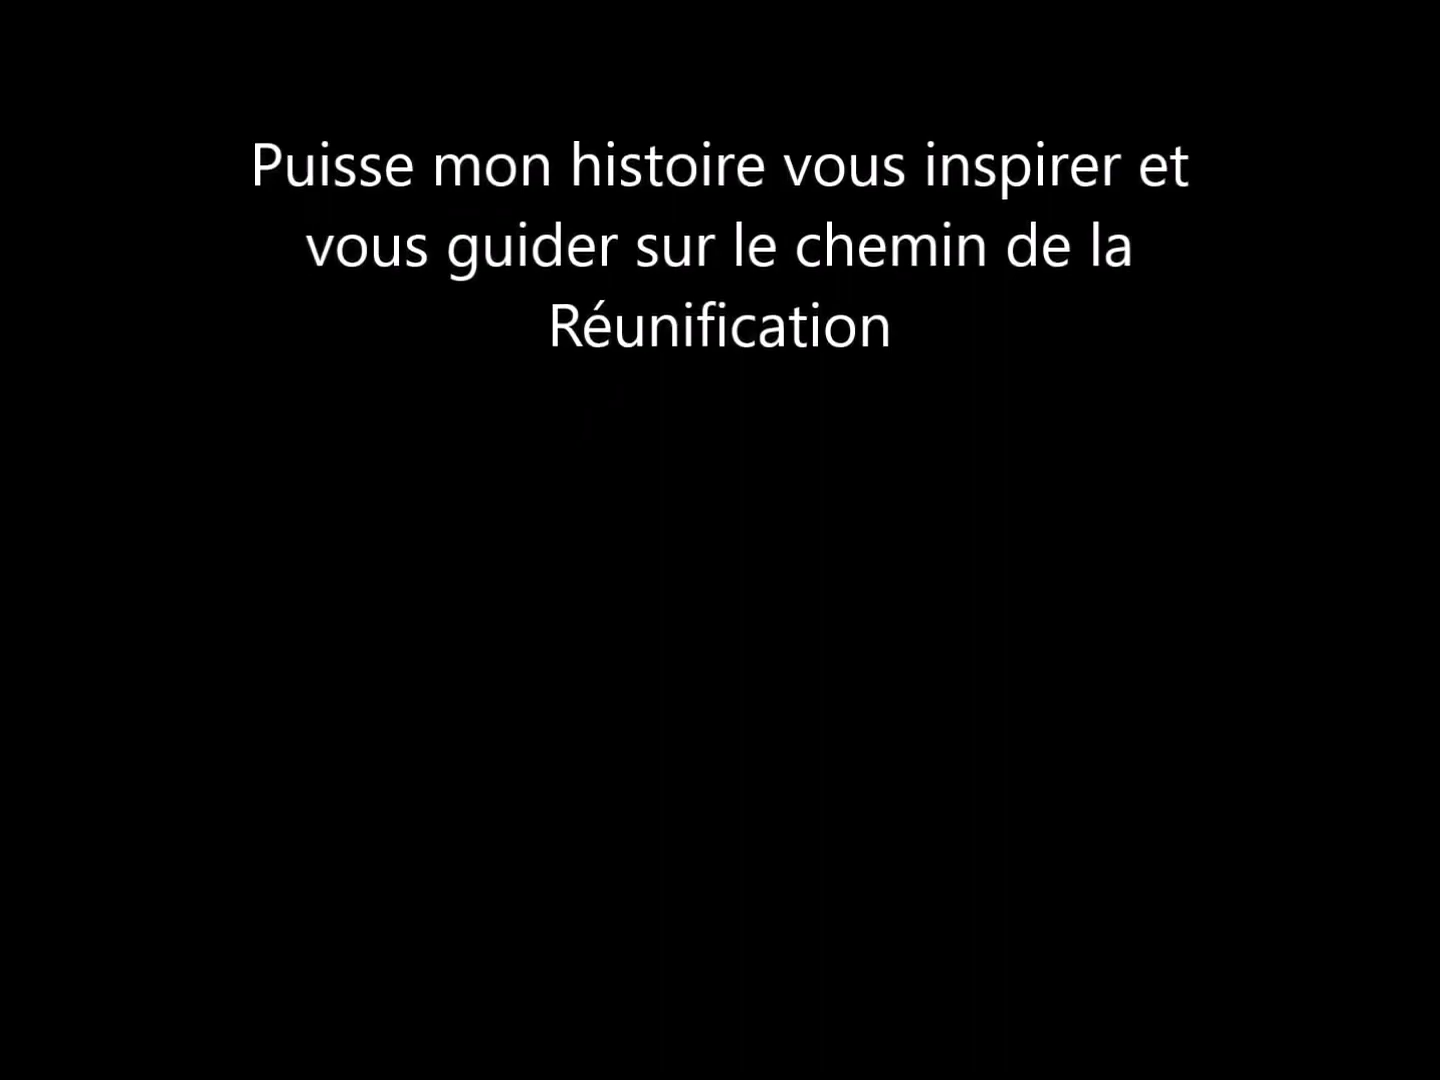 Puisse mon histoire vous inspirer et
vous guider sur le chemin de la
Réunification